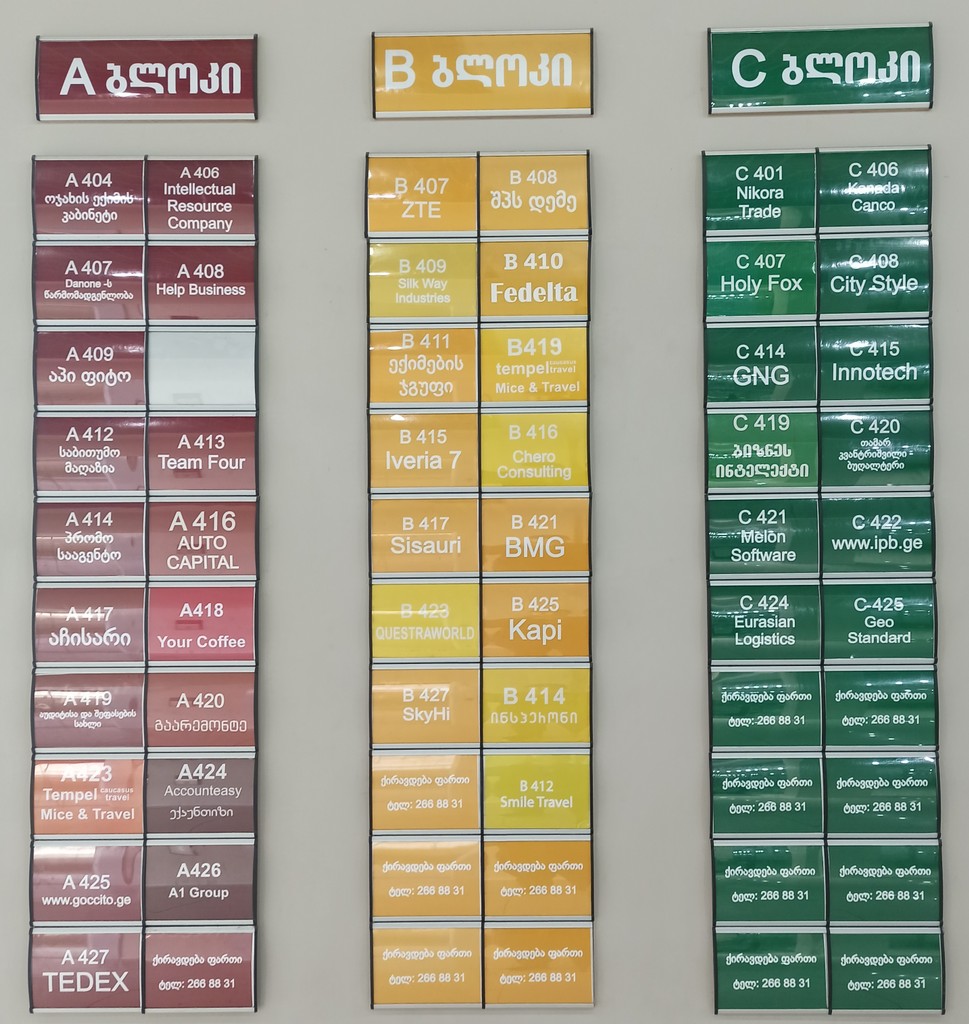 A ბლოკი
A 404
ოჯახის ექიმის
კაბინეტი
A 406
Intellectual
Resource
Company
A 407
Danone -ს
წარმომადგენლობა
A 408
Help Business
A 409
აპი ფიტო
A 412
საბითუმო
მაღაზია
A 413
Team Four
A 414
პრომო
სააგენტო
A 416
AUTO
CAPITAL
A 417
აჩისარი
A418
Your Coffee
A 419
აუდიტისა და შეფასების
სახლი
A 420
გაარემონტე
A423
Tempel caucasus travel
Mice & Travel
A424
Accounteasy
ექაუნთიზი
A 425
www.goccito.ge
A426
A1 Group
A 427
TEDEX
ქირავდება ფართი
ტელ: 266 88 31
B ბლოკი
B 407
ZTE
B 408
შპს დემე
B 409
Silk Way
Industries
B 410
Fedelta
B 411
ექიმების
ჯგუფი
B419
tempel travel
Mice & Travel
B 415
Iveria 7
B 416
Chero
Consulting
B 417
Sisauri
B 421
BMG
B 423
QUESTRAWORLD
B 425
Kapi
B 427
SkyHi
B 414
ინსპერონი
ქირავდება ფართი
ტელ: 266 88 31
B 412
Smile Travel
ქირავდება ფართი
ტელ: 266 88 31
ქირავდება ფართი
ტელ: 266 88 31
ქირავდება ფართი
ტელ: 266 88 31
ქირავდება ფართი
ტელ: 266 88 31
C ბლოკი
C 401
Nikora
Trade
C 406
Kanada
Canco
C 407
Holy Fox
C 408
City Style
C 414
GNG
C 415
Innotech
C 419
ბიზნეს
ინტელექტი
C 420
თამარ
კვანტრიშვილი -
ბუღალტერი
C 421
Melon
Software
C 422
www.ipb.ge
C 424
Eurasian
Logistics
C-425
Geo
Standard
ქირავდება ფართი
ტელ: 266 88 31
ქირავდება ფართი
ტელ: 266 88 31
ქირავდება ფართი
ტელ: 266 88 31
ქირავდება ფართი
ტელ: 266 88 31
ქირავდება ფართი
ტელ: 266 88 31
ქირავდება ფართი
ტელ: 266 88 31
ქირავდება ფართი
ტელ: 266 88 31
ქირავდება ფართი
ტელ: 266 88 31